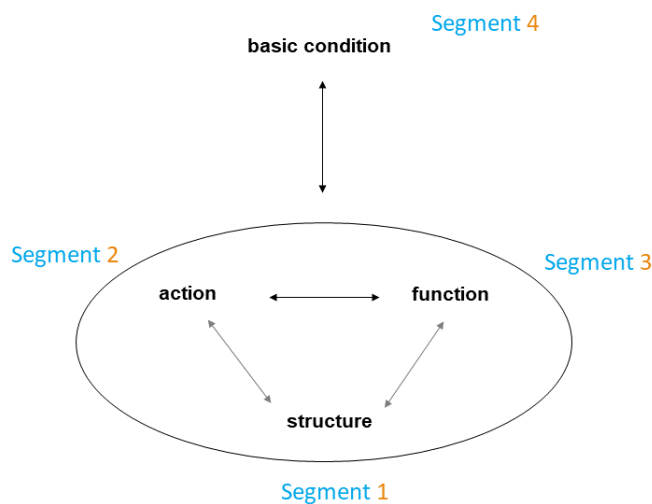 Segment 4
basic condition
Segment 2
Segment 3
action
function
structure
Segment 1